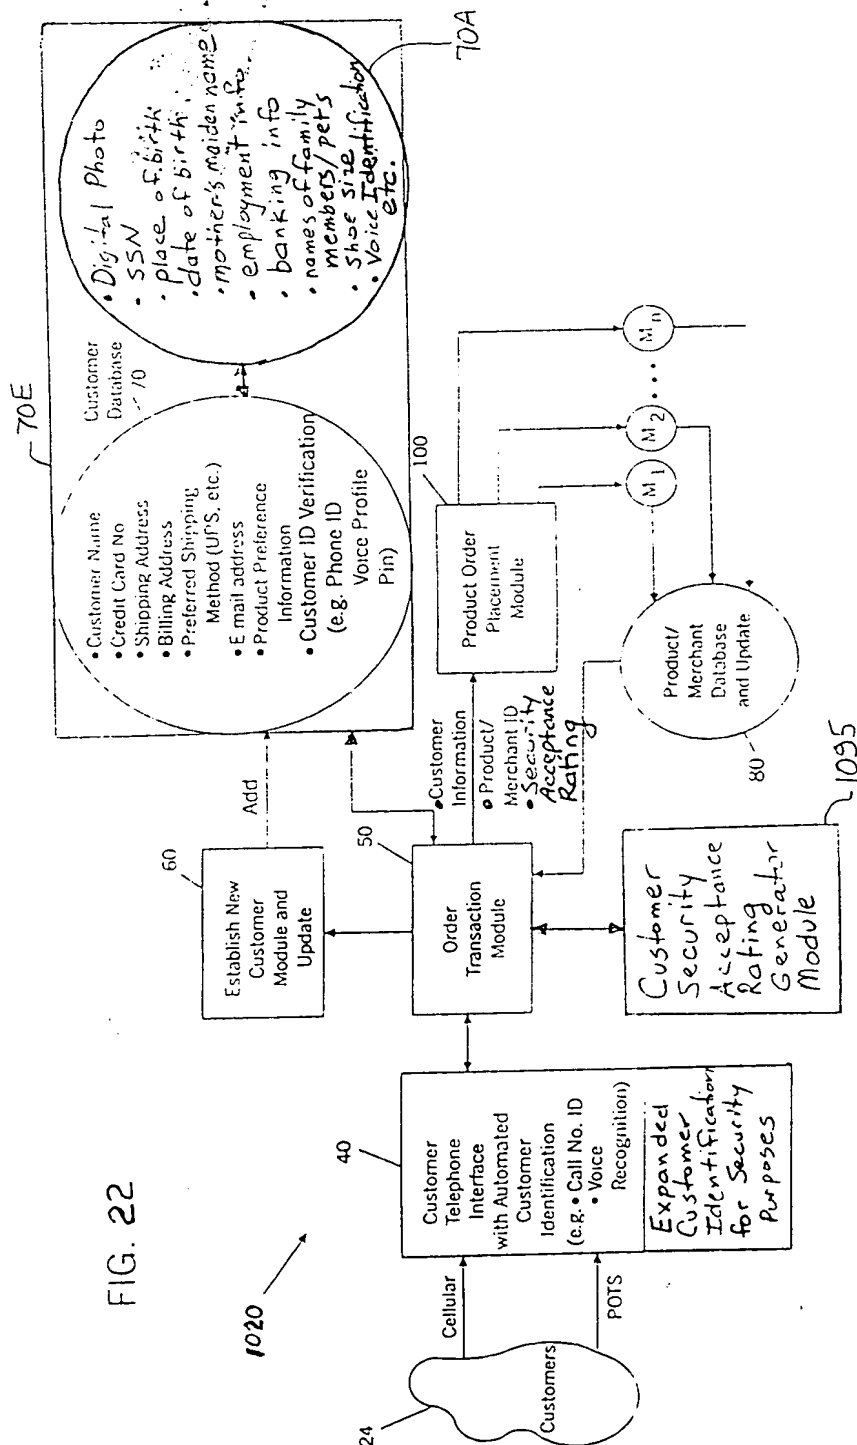 FIG. 22
1020
24
Customers
Cellular
POTS
40
Customer
Telephone
Interface
with Automated
Customer
Identification
(e.g. • Call No. ID
• Voice
Recognition)
Expanded
Customer
Identification
for Security
Purposes
60
Establish New
Customer
Module and
Update
Add
50
Order
Transaction
Module
Customer
Security
Acceptance
Rating
Generator
Module
1095
• Customer
Information
• Product/
Merchant ID
• Security
Acceptance
Rating
70E
Customer
Database
70
• Customer Name
• Credit Card No
• Shipping Address
• Billing Address
• Preferred Shipping
Method (UPS, etc.)
• E mail address
• Product Preference
Information
• Customer ID Verification
(e.g. Phone ID
Voice Profile
Pin)
70A
• Digital Photo
• SSN
• place of birth
• date of birth
• mother's maiden name
• employment info
• banking info
• names of family
members/pets
• shoe size
• Voice Identification
etc.
100
Product Order
Placement
Module
M1
M2
• • •
Mn
Product/
Merchant
Database
and Update
80